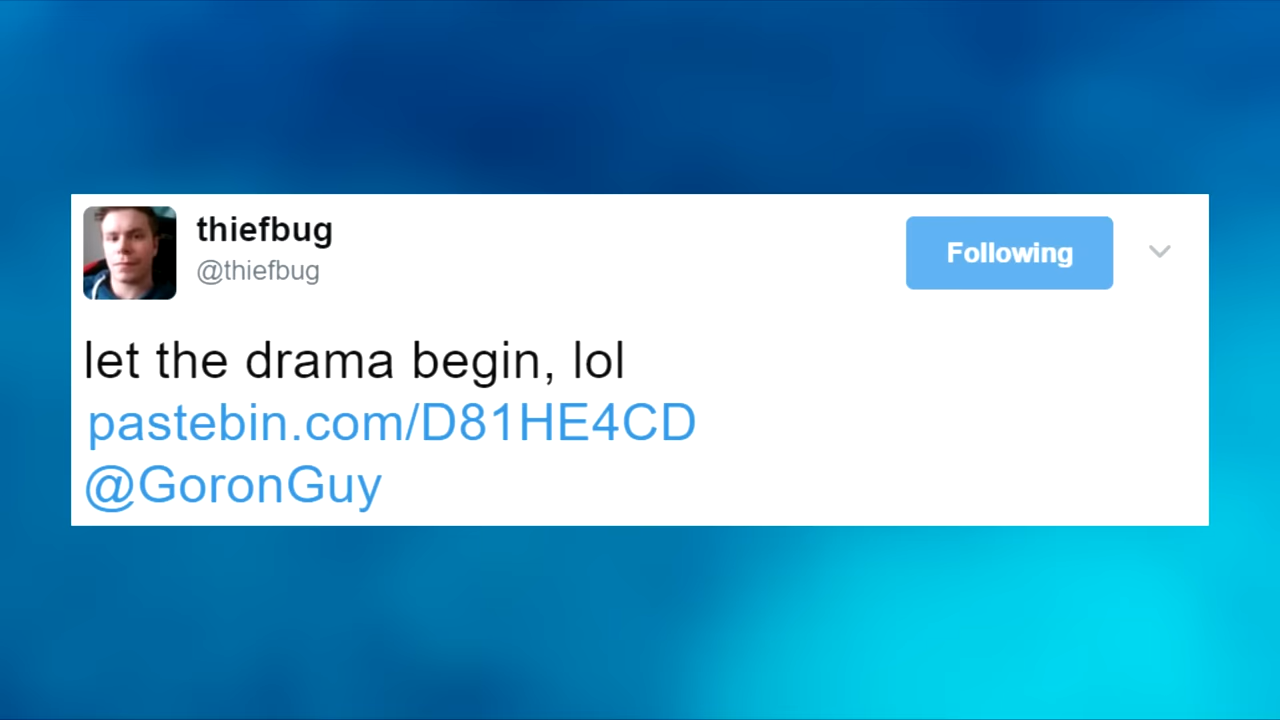 thiefbug
@thiefbug
Following
let the drama begin, lol
pastebin.com/D81HE4CD
@GoronGuy